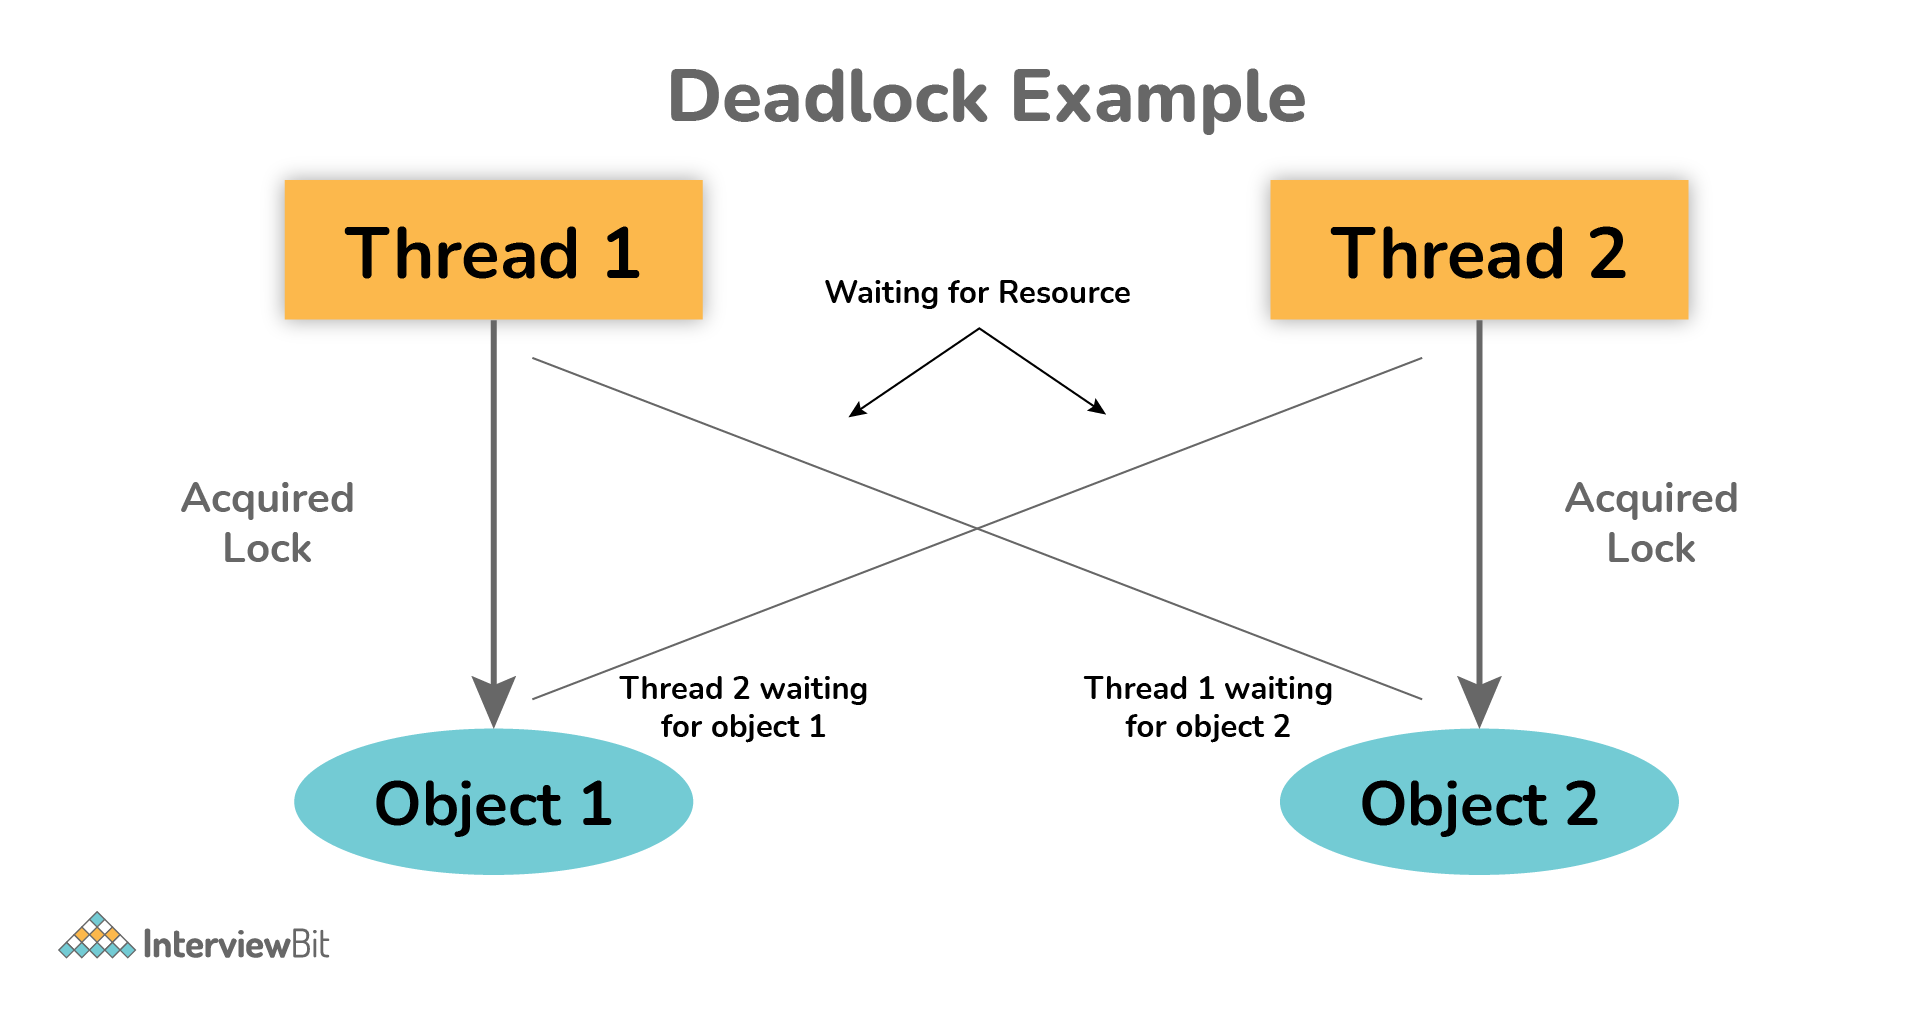 Deadlock Example
Thread 1
Thread 2
Waiting for Resource
Acquired
Lock
Acquired
Lock
Thread 2 waiting
for object 1
Thread 1 waiting
for object 2
Object 1
Object 2
InterviewBit